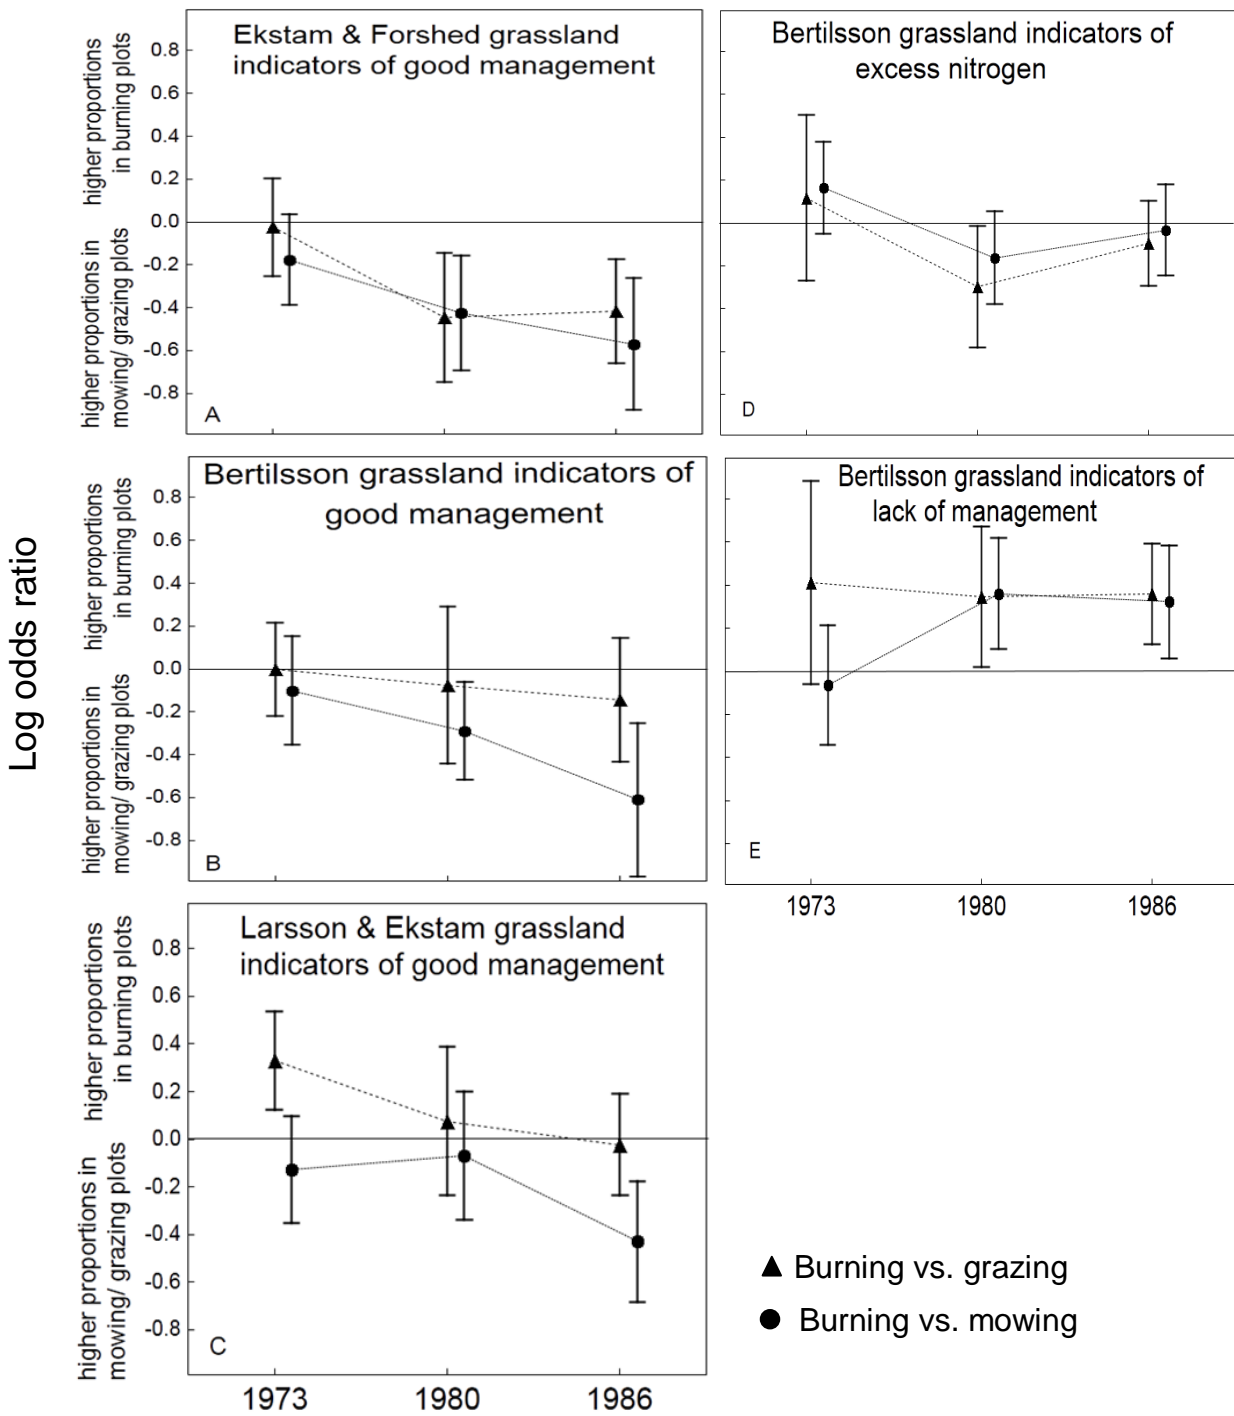 Log odds ratio
higher proportions
in burning plots
higher proportions in
mowing/ grazing plots
0.8
0.6
0.4
0.2
0.0
-0.2
-0.4
-0.6
-0.8
Ekstam & Forshed grassland
indicators of good management
A
Bertilsson grassland indicators of
excess nitrogen
D
higher proportions
in burning plots
higher proportions in
mowing/ grazing plots
0.8
0.6
0.4
0.2
0.0
-0.2
-0.4
-0.6
-0.8
Bertilsson grassland indicators of
good management
B
Bertilsson grassland indicators of
lack of management
E
1973 1980 1986
higher proportions
in burning plots
higher proportions in
mowing/ grazing plots
0.8
0.6
0.4
0.2
0.0
-0.2
-0.4
-0.6
-0.8
Larsson & Ekstam grassland
indicators of good management
C
1973 1980 1986
Burning vs. grazing
Burning vs. mowing